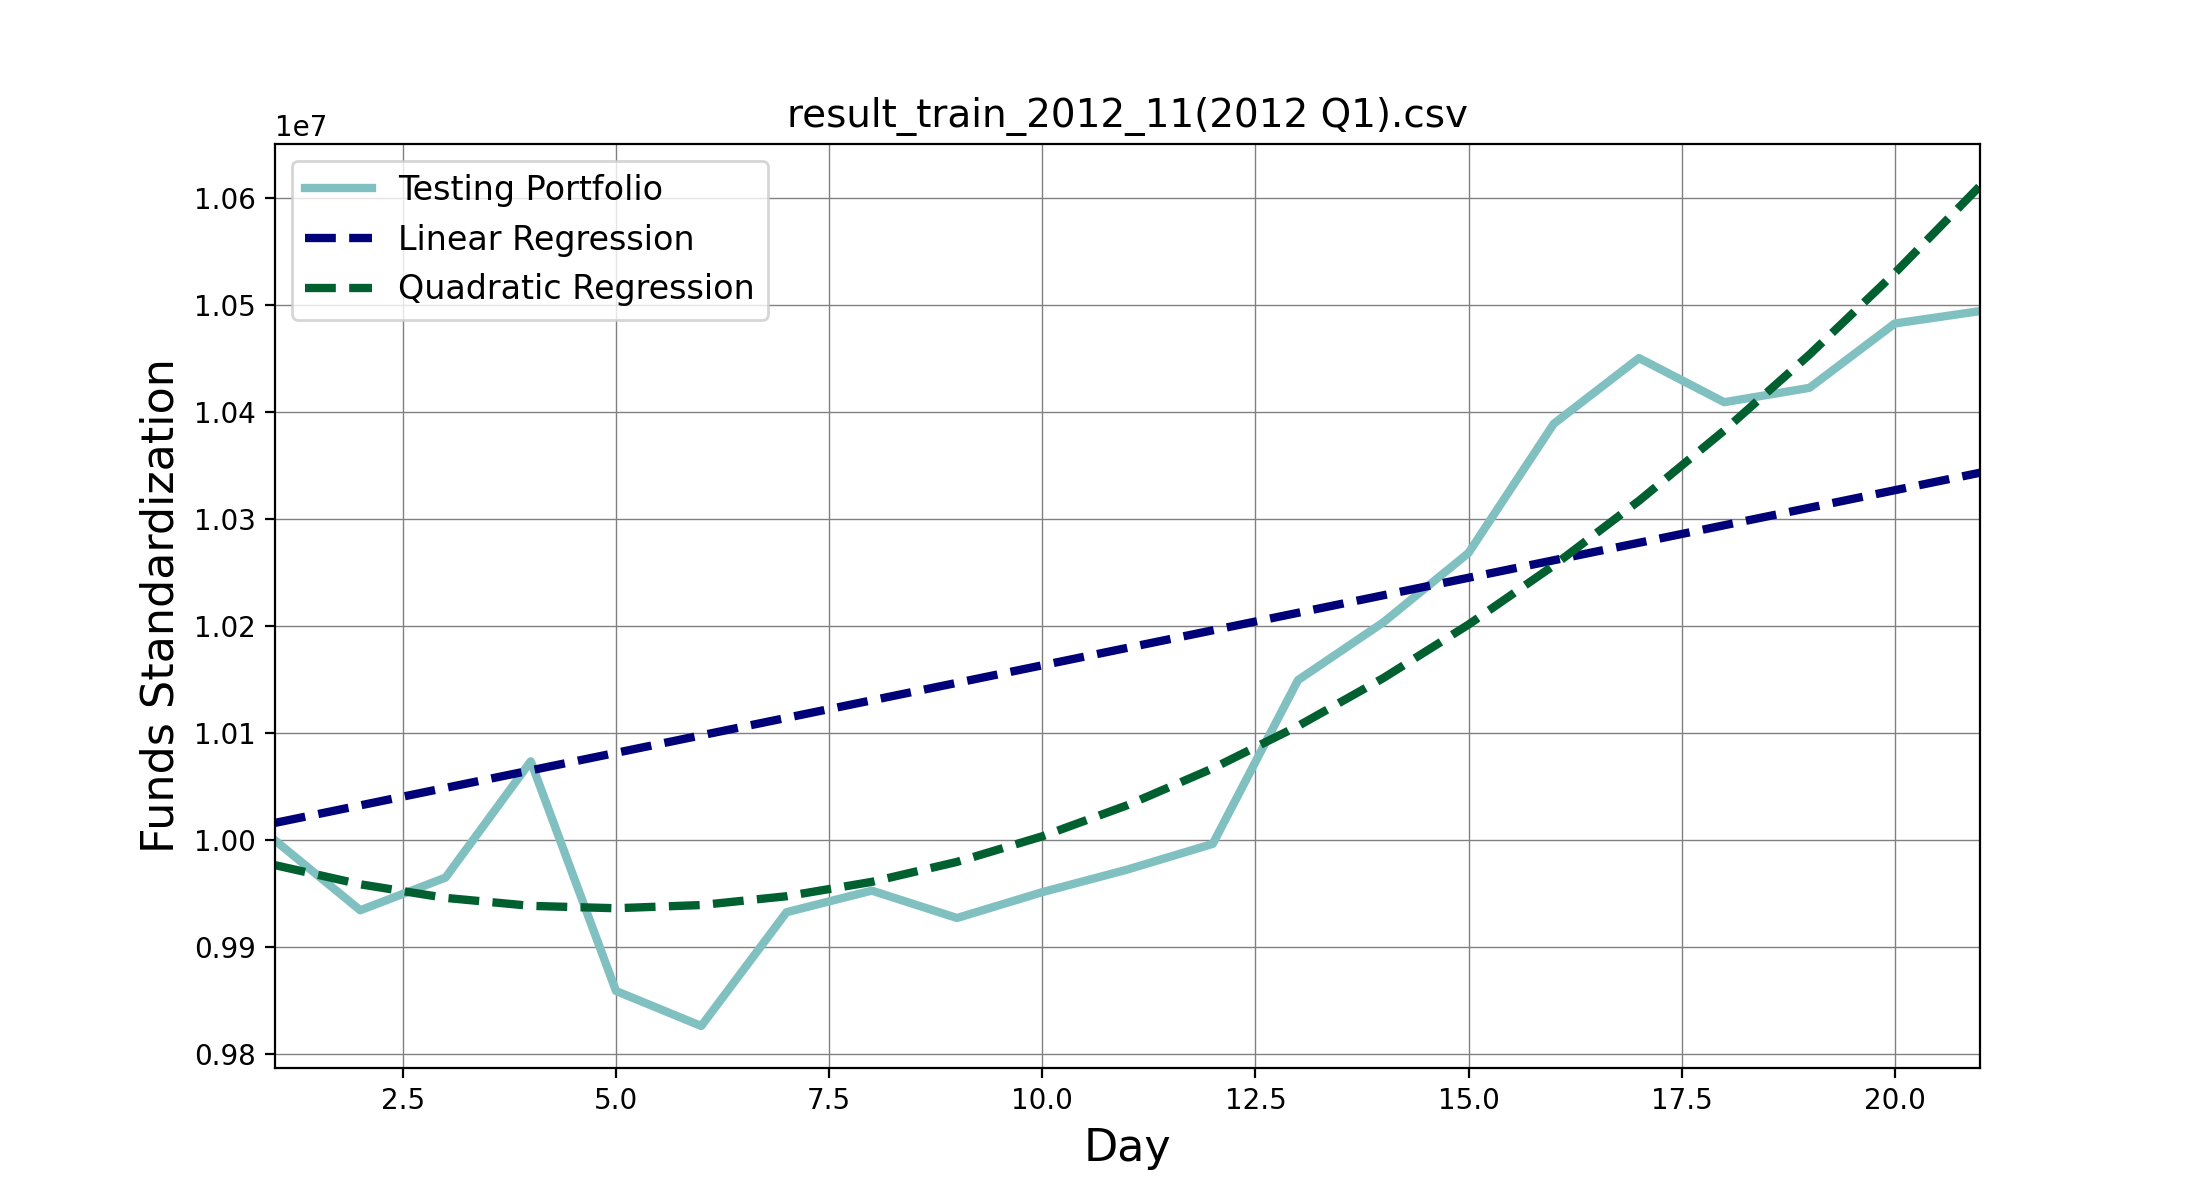 result_train_2012_11(2012 Q1).csv
1e7
Testing Portfolio
Linear Regression
Quadratic Regression
Funds Standardization
1.06
1.05
1.04
1.03
1.02
1.01
1.00
0.99
0.98
2.5 5.0 7.5 10.0 12.5 15.0 17.5 20.0
Day